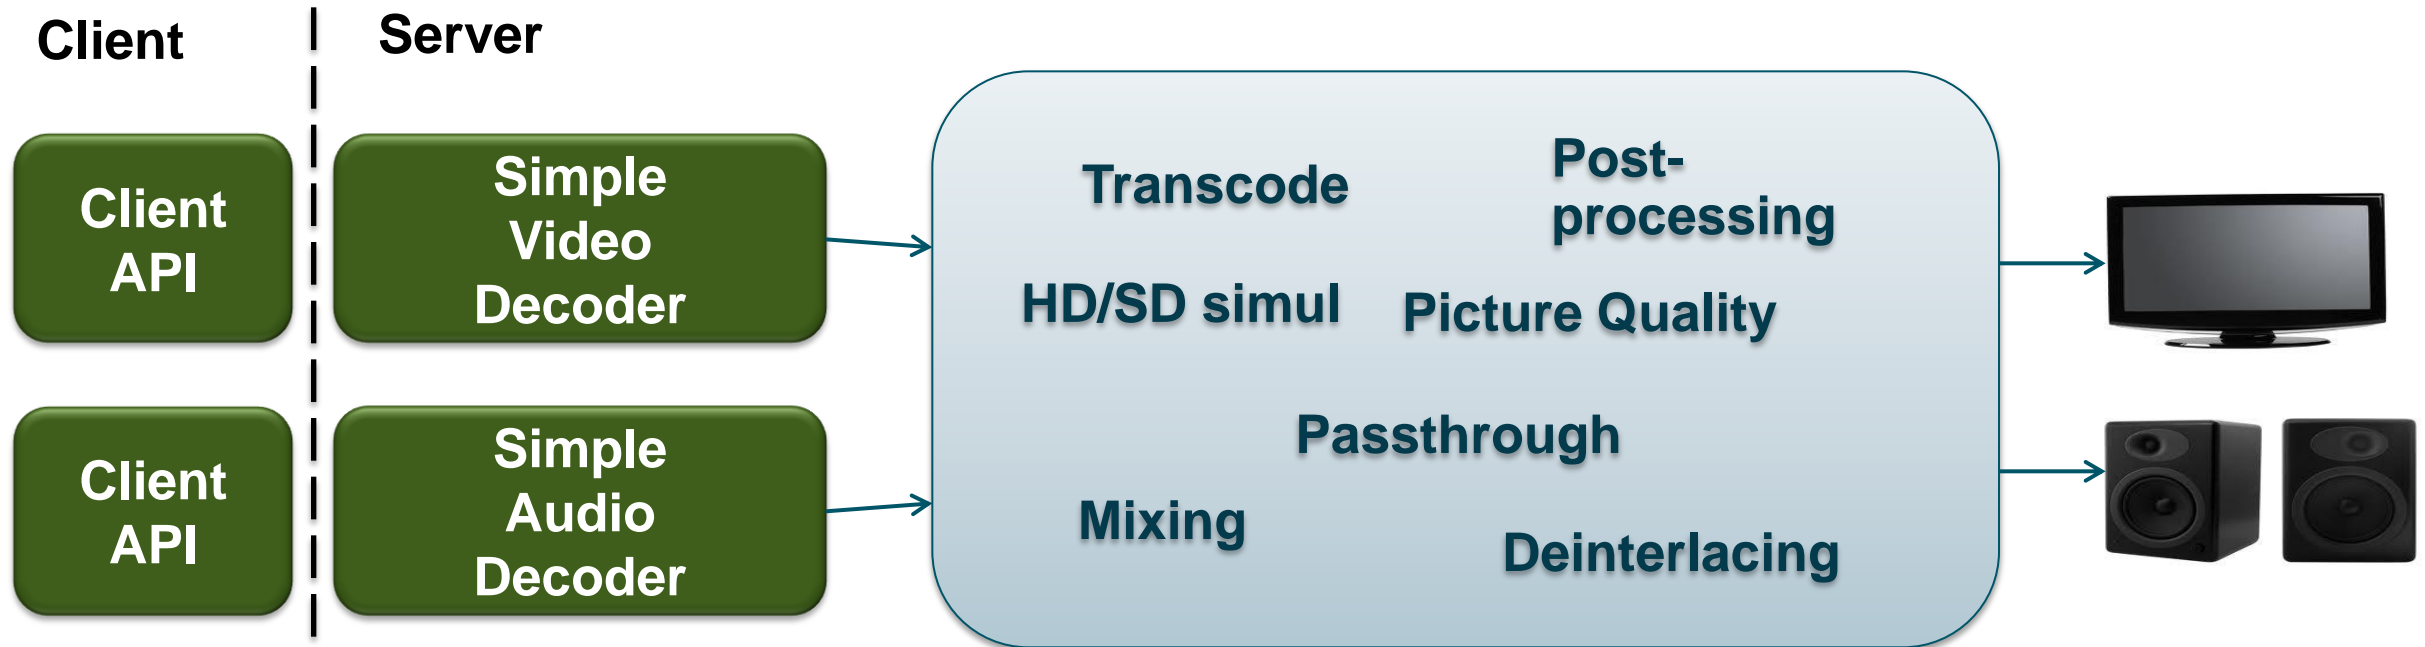 Client
Server
Client
API
Simple
Video
Decoder
Client
API
Simple
Audio
Decoder
Transcode
Post-
processing
HD/SD simul
Picture Quality
Passthrough
Mixing
Deinterlacing